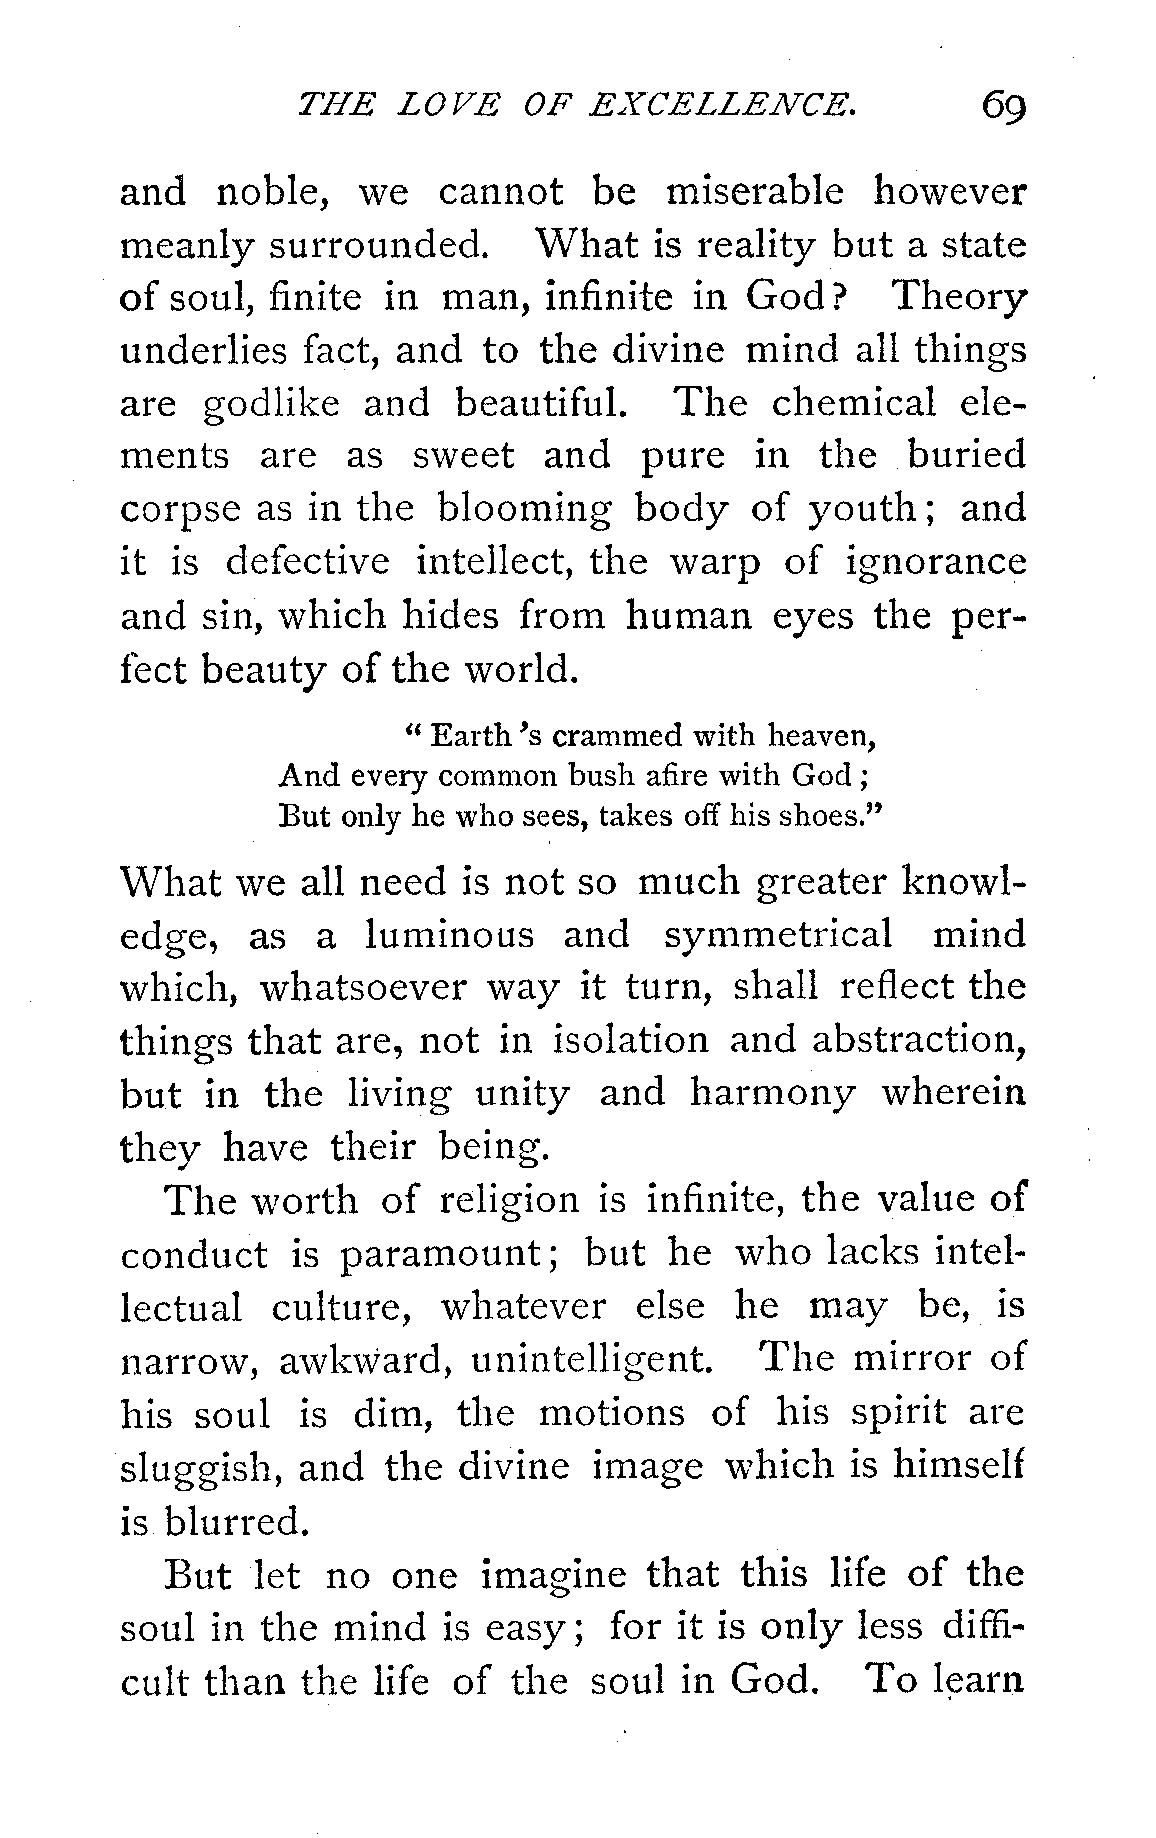 THE LOVE OF EXCELLENCE. 69
and noble, we cannot be miserable however
meanly surrounded. What is reality but a state
of soul, finite in man, infinite in God? Theory
underlies fact, and to the divine mind all things
are godlike and beautiful. The chemical ele-
ments are as sweet and pure in the buried
corpse as in the blooming body of youth; and
it is defective intellect, the warp of ignorance
and sin, which hides from human eyes the per-
fect beauty of the world.
“Earth's crammed with heaven,
And every common bush afire with God;
But only he who sees, takes off his shoes.”
What we all need is not so much greater knowl-
edge, as a luminous and symmetrical mind
which, whatsoever way it turn, shall reflect the
things that are, not in isolation and abstraction,
but in the living unity and harmony wherein
they have their being.
The worth of religion is infinite, the value of
conduct is paramount; but he who lacks intel-
lectual culture, whatever else he may be, is
narrow, awkward, unintelligent. The mirror of
his soul is dim, the motions of his spirit are
sluggish, and the divine image which is himself
is blurred.
But let no one imagine that this life of the
soul in the mind is easy; for it is only less diffi-
cult than the life of the soul in God. To learn